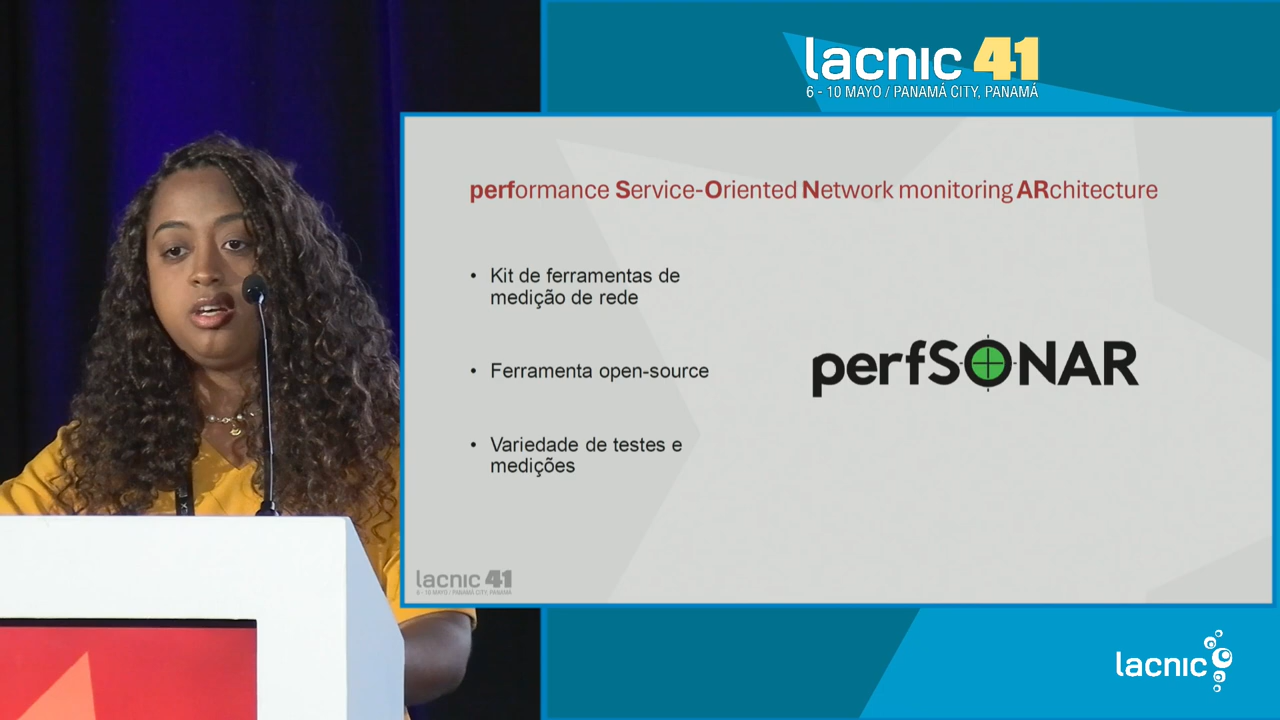 lacnic 41
6 - 10 MAYO / PANAMÁ CITY, PANAMÁ
performance Service-Oriented Network monitoring ARchitecture
• Kit de ferramentas de
medição de rede
• Ferramenta open-source
• Variedade de testes e
medições
perfSONAR
lacnic 41
6 - 10 MAYO / PANAMÁ CITY, PANAMÁ
lacnic